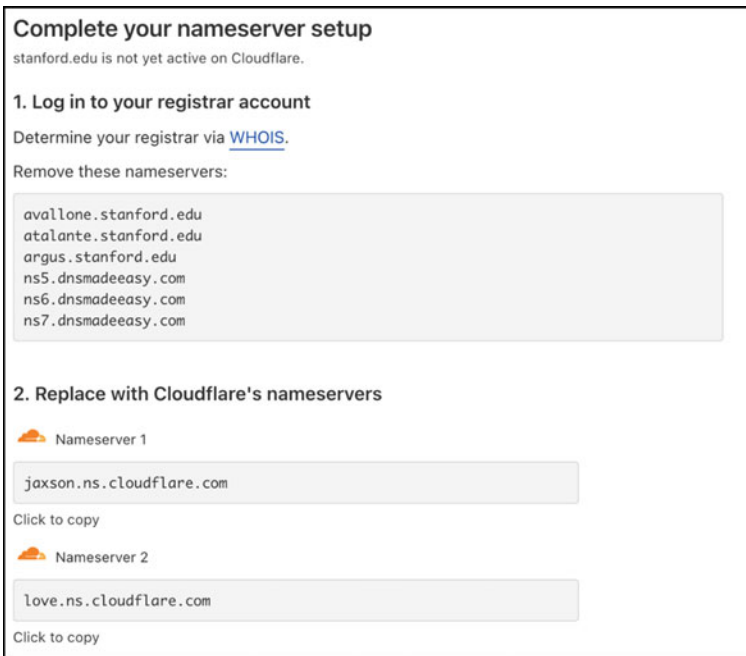 Complete your nameserver setup
stanford.edu is not yet active on Cloudflare.
1. Log in to your registrar account
Determine your registrar via WHOIS.
Remove these nameservers:
avallone.stanford.edu
atalante.stanford.edu
argus.stanford.edu
ns5.dnsmadeeasy.com
ns6.dnsmadeeasy.com
ns7.dnsmadeeasy.com
2. Replace with Cloudflare's nameservers
Nameserver 1
jaxson.ns.cloudflare.com
Click to copy
Nameserver 2
love.ns.cloudflare.com
Click to copy